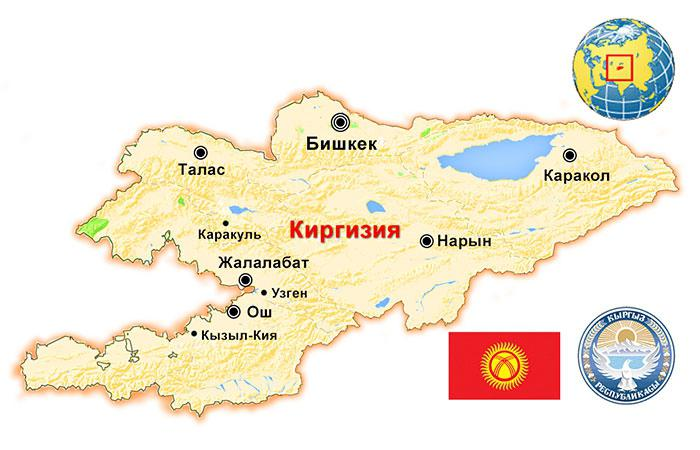 Бишкек
Талас
Каракол
Каракуль
Киргизия
Нарын
Жалалабат
Узген
Ош
Кызыл-Кия
КЫРГЫЗ
РЕСПУБЛИКАСЫ